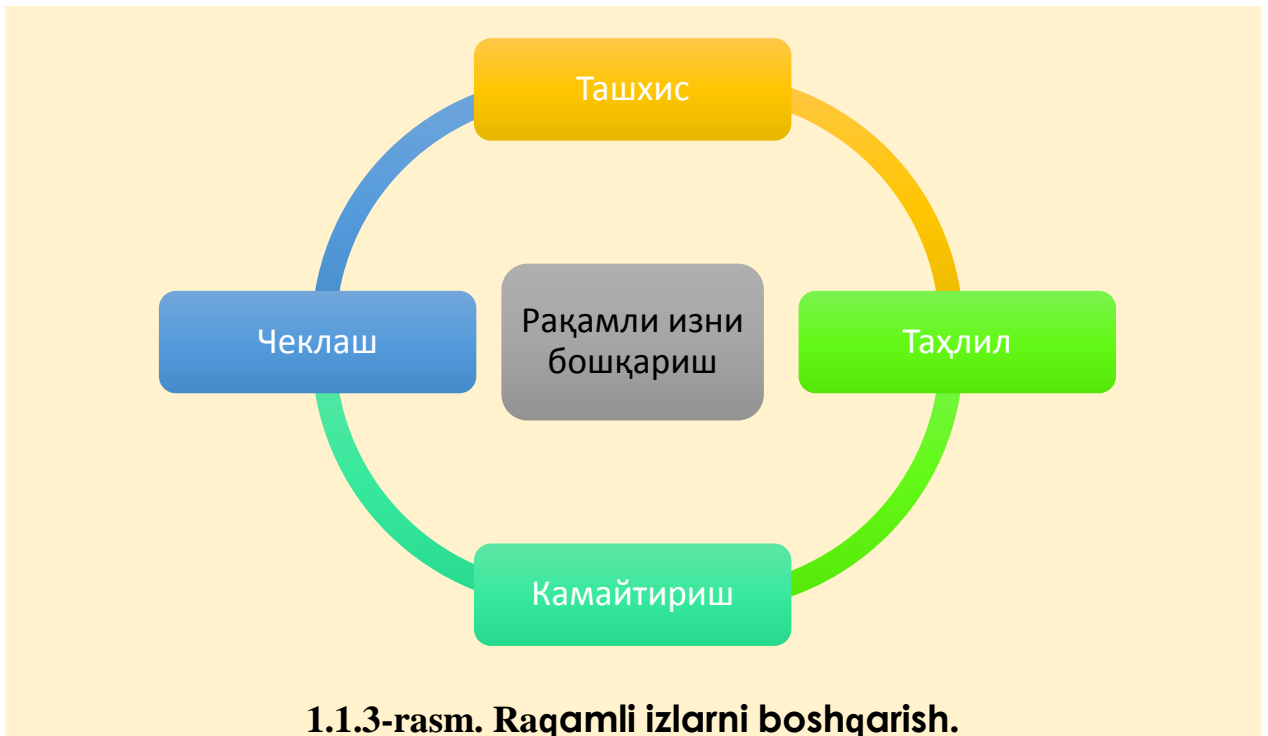 Ташхис
Чеклаш
Рақамли изни
бошқариш
Таҳлил
Камайтириш
1.1.3-rasm. Raqamli izlarni boshqarish.